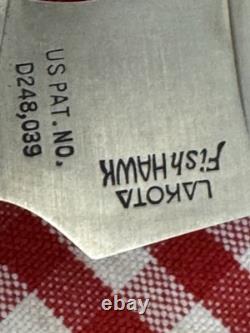 US PAT. NO.
D248,039
LAKOTA
FishHAWK